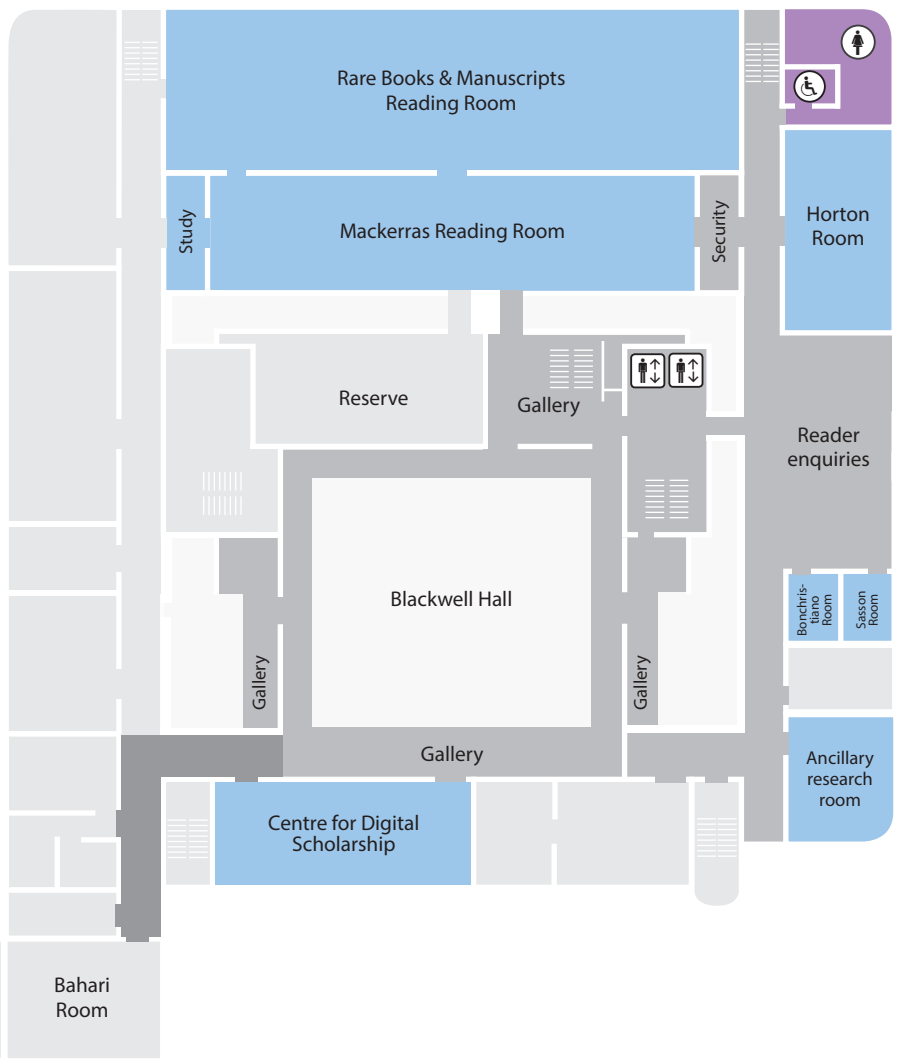 Rare Books & Manuscripts
Reading Room
Study
Mackerras Reading Room
Security
Horton
Room
Reserve
Gallery
Reader
enquiries
Blackwell Hall
Bonchris-
tiano
Room
Sasson
Room
Gallery
Gallery
Gallery
Ancillary
research
room
Centre for Digital
Scholarship
Bahari
Room